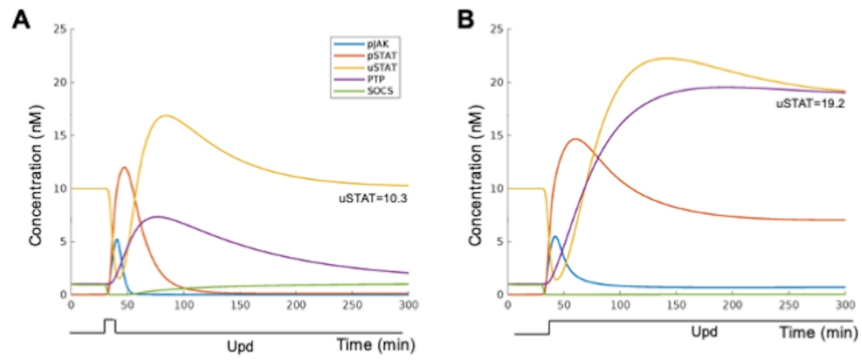 A
B
25
20
15
10
5
0
Concentration (nM)
pJAK
pSTAT
uSTAT
PTP
SOCS
uSTAT=10.3
0 50 100 150 200 250 300
Upd
Time (min)
25
20
15
10
5
0
Concentration (nM)
uSTAT=19.2
0 50 100 150 200 250 300
Upd
Time (min)